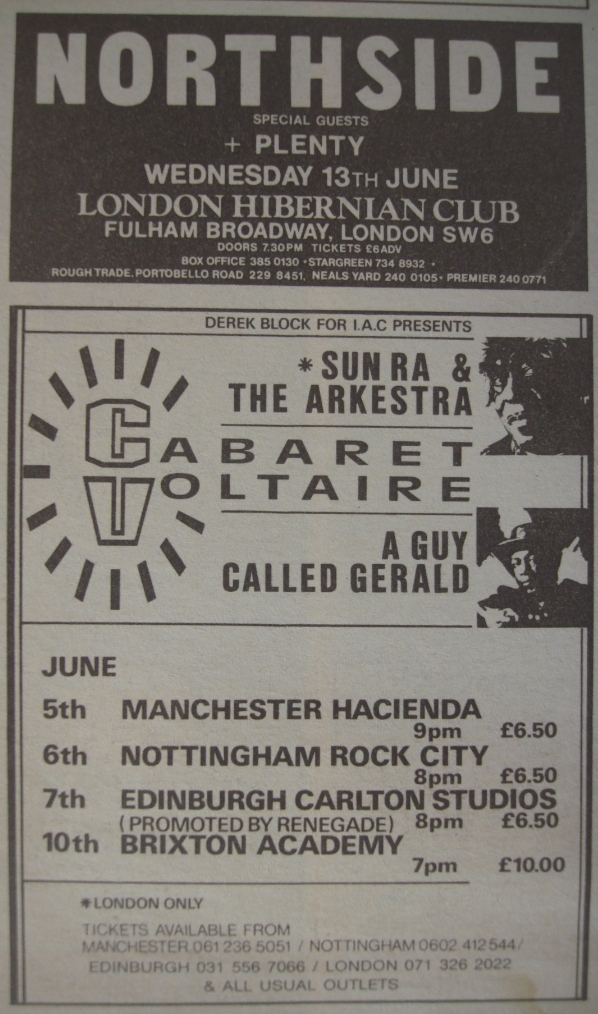 NORTHSIDE
SPECIAL GUESTS
+ PLENTY
WEDNESDAY 13TH JUNE
LONDON HIBERNIAN CLUB
FULHAM BROADWAY, LONDON SW6
DOORS 7.30PM TICKETS £6ADV
BOX OFFICE 385 0130 • STARGREEN 734 8932 •
ROUGH TRADE. PORTOBELLO ROAD 229 8451, NEALS YARD 240 0105 • PREMIER 240 0771
DEREK BLOCK FOR I.A.C PRESENTS
*SUN RA &
THE ARKESTRA
CABARET
VOLTAIRE
A GUY
CALLED GERALD
JUNE
5th MANCHESTER HACIENDA
9pm £6.50
6th NOTTINGHAM ROCK CITY
8pm £6.50
7th EDINBURGH CARLTON STUDIOS
(PROMOTED BY RENEGADE) 8pm £6.50
10th BRIXTON ACADEMY
7pm £10.00
*LONDON ONLY
TICKETS AVAILABLE FROM
MANCHESTER 061 236 5051 / NOTTINGHAM 0602 412544 /
EDINBURGH 031 556 7066 / LONDON 071 326 2022
& ALL USUAL OUTLETS